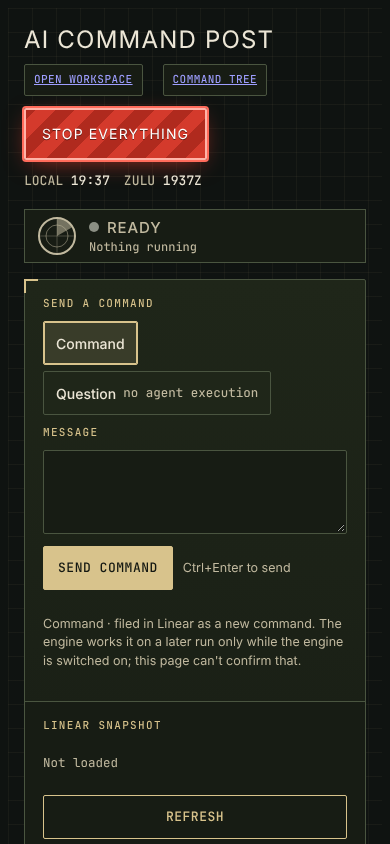 AI COMMAND POST
OPEN WORKSPACE COMMAND TREE
STOP EVERYTHING
LOCAL 19:37 ZULU 1937Z
READY
Nothing running
SEND A COMMAND
Command
Question no agent execution
MESSAGE
SEND COMMAND Ctrl+Enter to send
Command · filed in Linear as a new command. The
engine works it on a later run only while the engine
is switched on; this page can't confirm that.
LINEAR SNAPSHOT
Not loaded
REFRESH